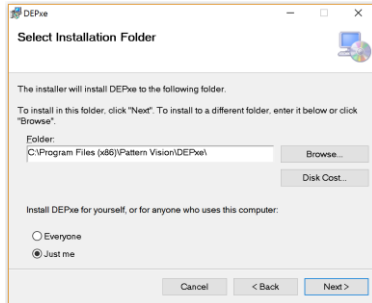 DEPxe
Select Installation Folder
The installer will install DEPxe to the following folder.
To install in this folder, click "Next". To install to a different folder, enter it below or click
"Browse".
Folder:
C:\Program Files (x86)\Pattern Vision\DEPxe\
Browse...
Disk Cost...
Install DEPxe for yourself, or for anyone who uses this computer:
Everyone
Just me
Cancel
< Back
Next >